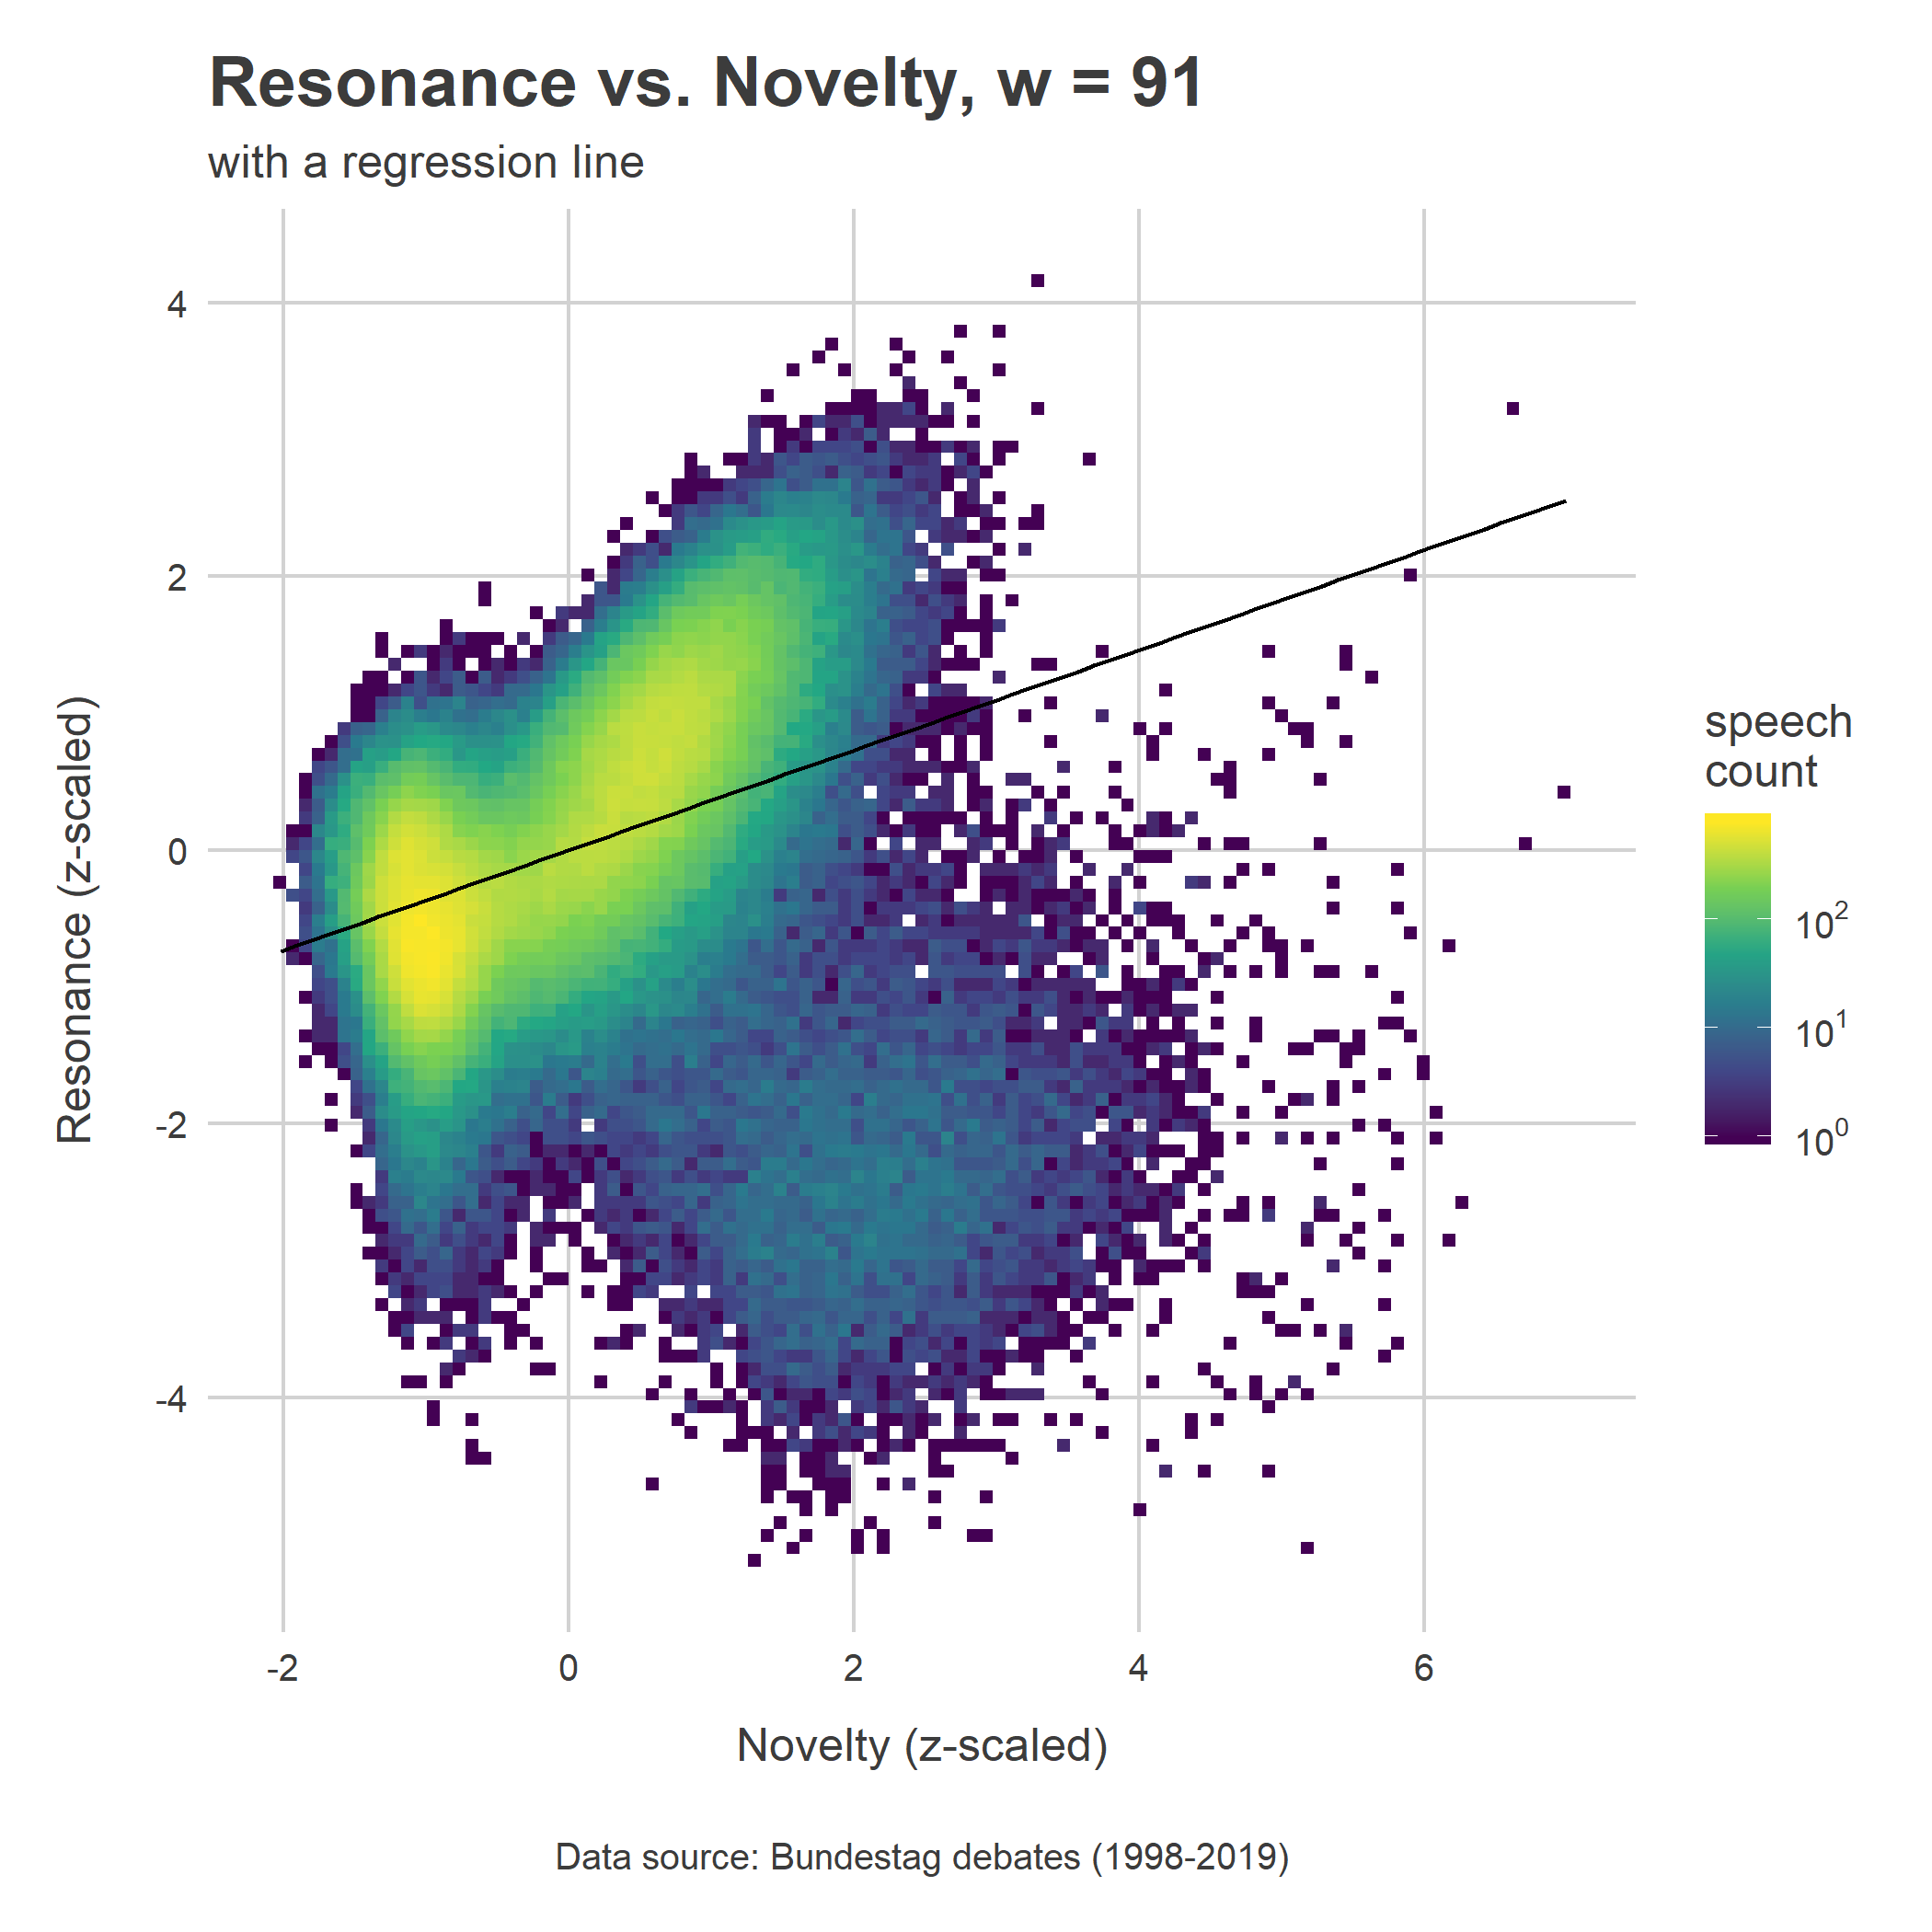 Resonance vs. Novelty, w = 91
with a regression line
4
2
0
-2
-4
Resonance (z-scaled)
-2 0 2 4 6
Novelty (z-scaled)
speech
count
10²
10¹
10⁰
Data source: Bundestag debates (1998-2019)